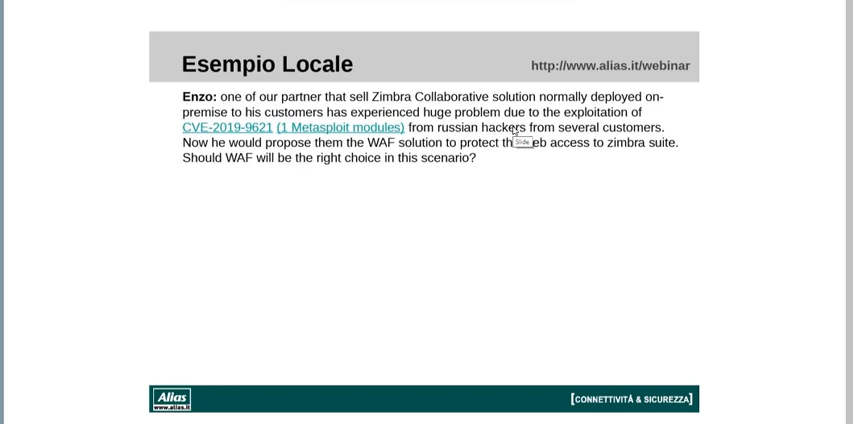 Esempio Locale
http://www.alias.it/webinar
Enzo: one of our partner that sell Zimbra Collaborative solution normally deployed on-
premise to his customers has experienced huge problem due to the exploitation of
CVE-2019-9621 (1 Metasploit modules) from russian hackers from several customers.
Now he would propose them the WAF solution to protect th eb access to zimbra suite.
Slide
Should WAF will be the right choice in this scenario?
Alias
www.alias.it
[CONNETTIVITÀ & SICUREZZA]